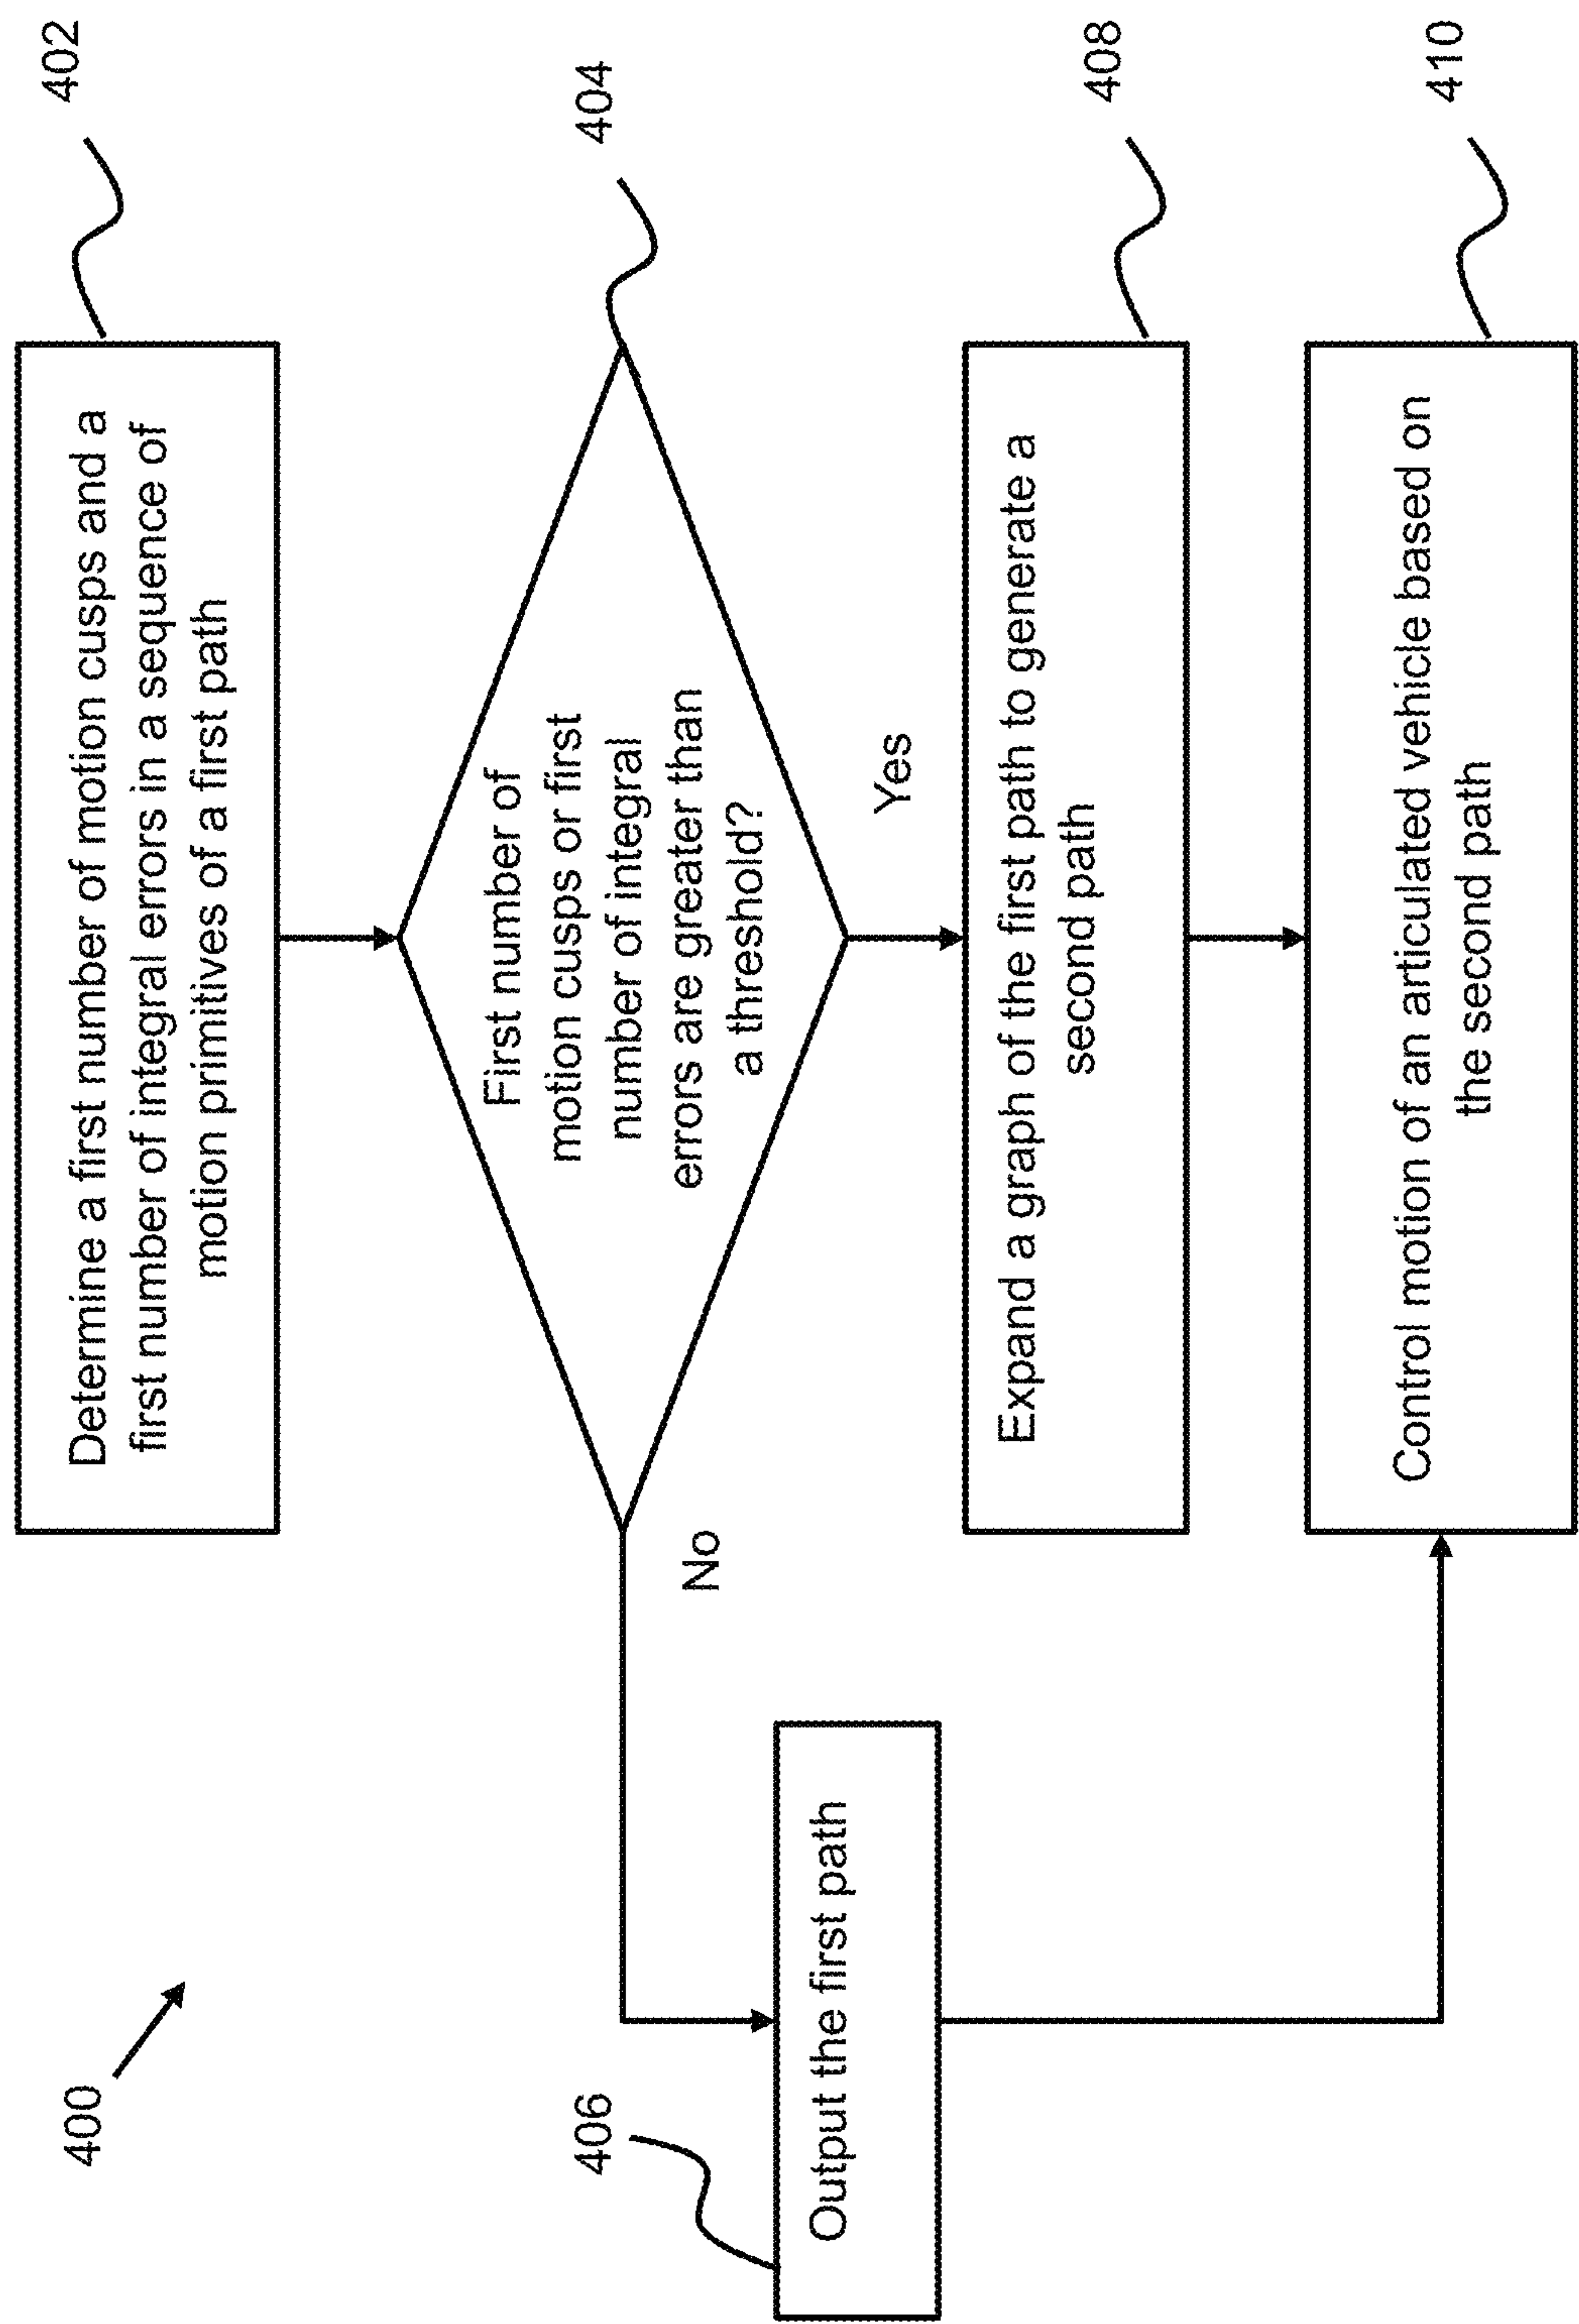 400
402
Determine a first number of motion cusps and a
first number of integral errors in a sequence of
motion primitives of a first path
404
First number of
motion cusps or first
number of integral
errors are greater than
a threshold?
No
Yes
406
Output the first path
408
Expand a graph of the first path to generate a
second path
410
Control motion of an articulated vehicle based on
the second path